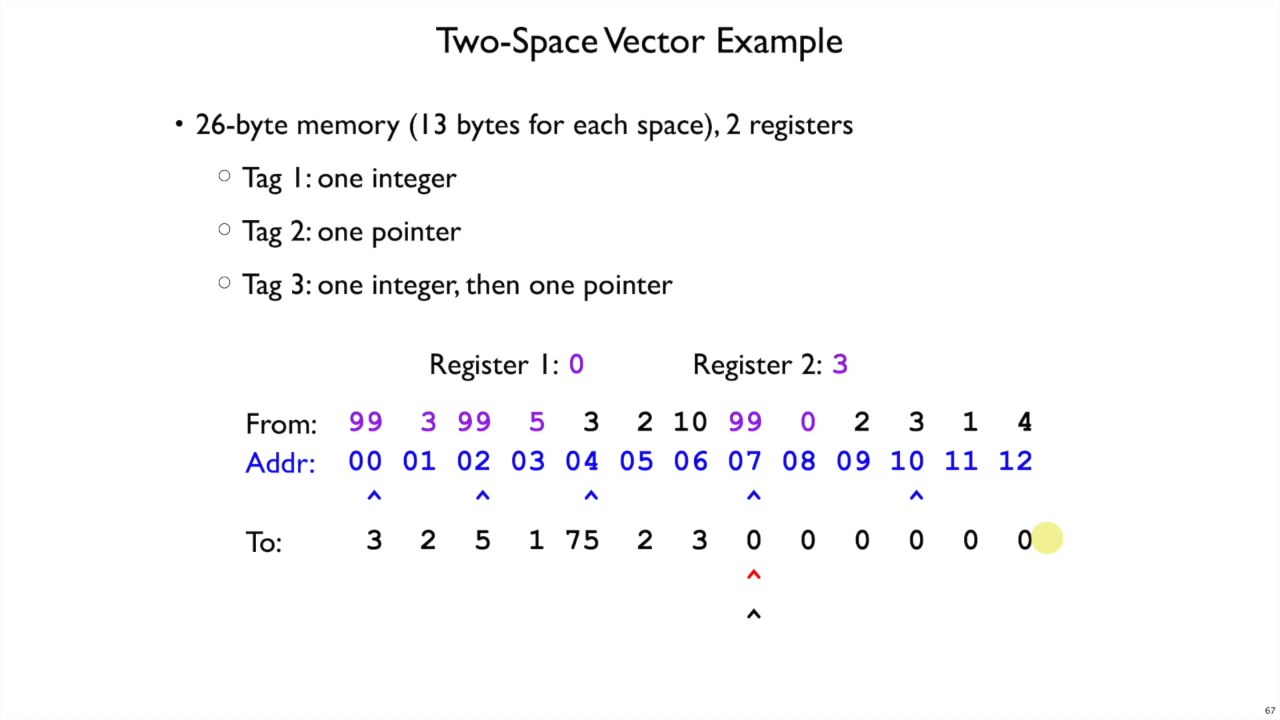 Two-Space Vector Example
• 26-byte memory (13 bytes for each space), 2 registers
○ Tag 1: one integer
○ Tag 2: one pointer
○ Tag 3: one integer, then one pointer
Register 1: 0 Register 2: 3
From: 99 3 99 5 3 2 10 99 0 2 3 1 4
Addr: 00 01 02 03 04 05 06 07 08 09 10 11 12
^ ^ ^ ^ ^
To: 3 2 5 1 75 2 3 0 0 0 0 0 0
^
^
67